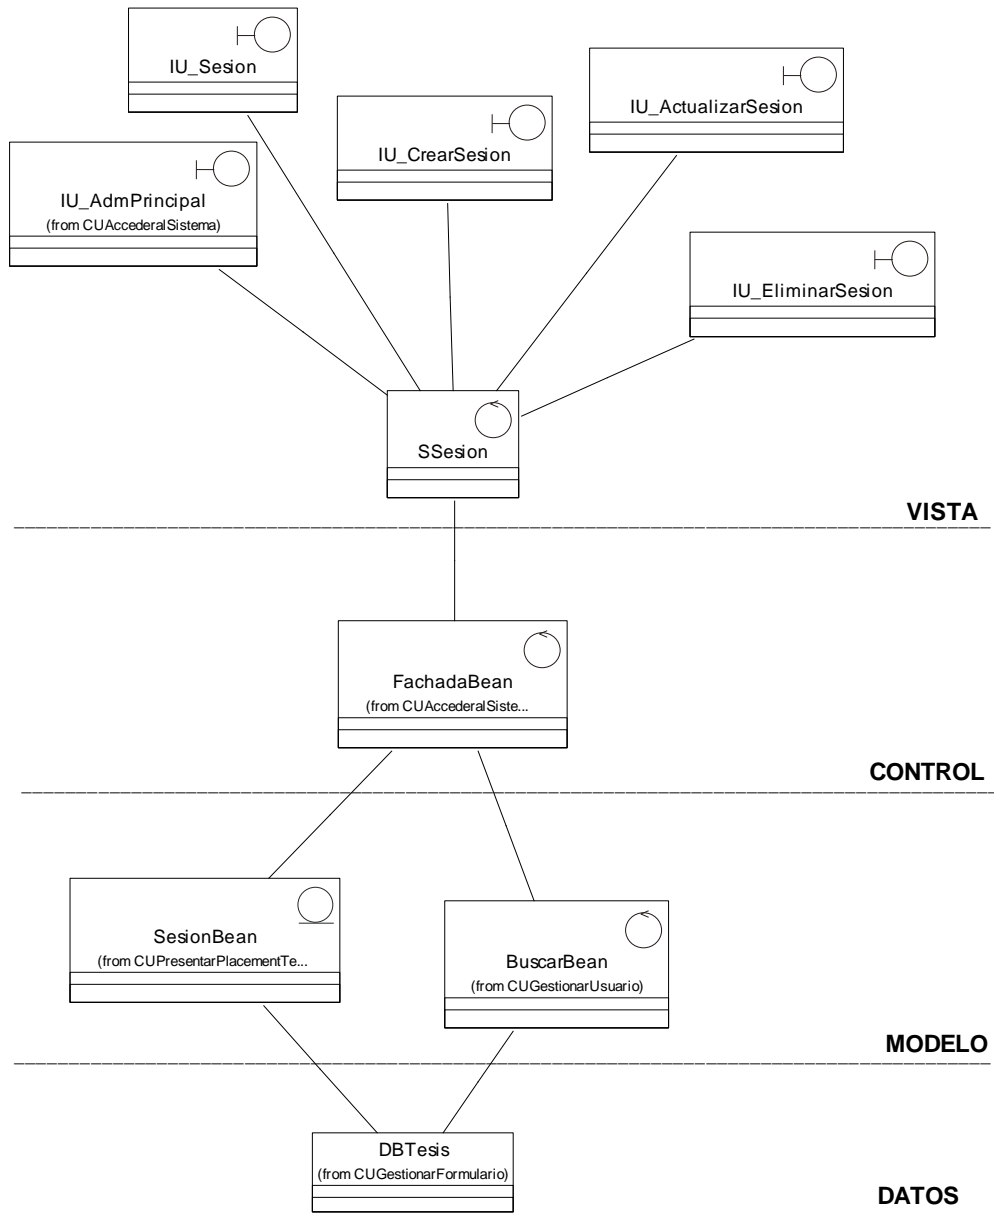 IU_Sesion
IU_ActualizarSesion
IU_CrearSesion
IU_AdmPrincipal
(from CUAccederalSistema)
IU_EliminarSesion
SSesion
VISTA
FachadaBean
(from CUAccederalSiste...
CONTROL
SesionBean
(from CUPresentarPlacementTe...
BuscarBean
(from CUGestionarUsuario)
MODELO
DBTesis
(from CUGestionarFormulario)
DATOS